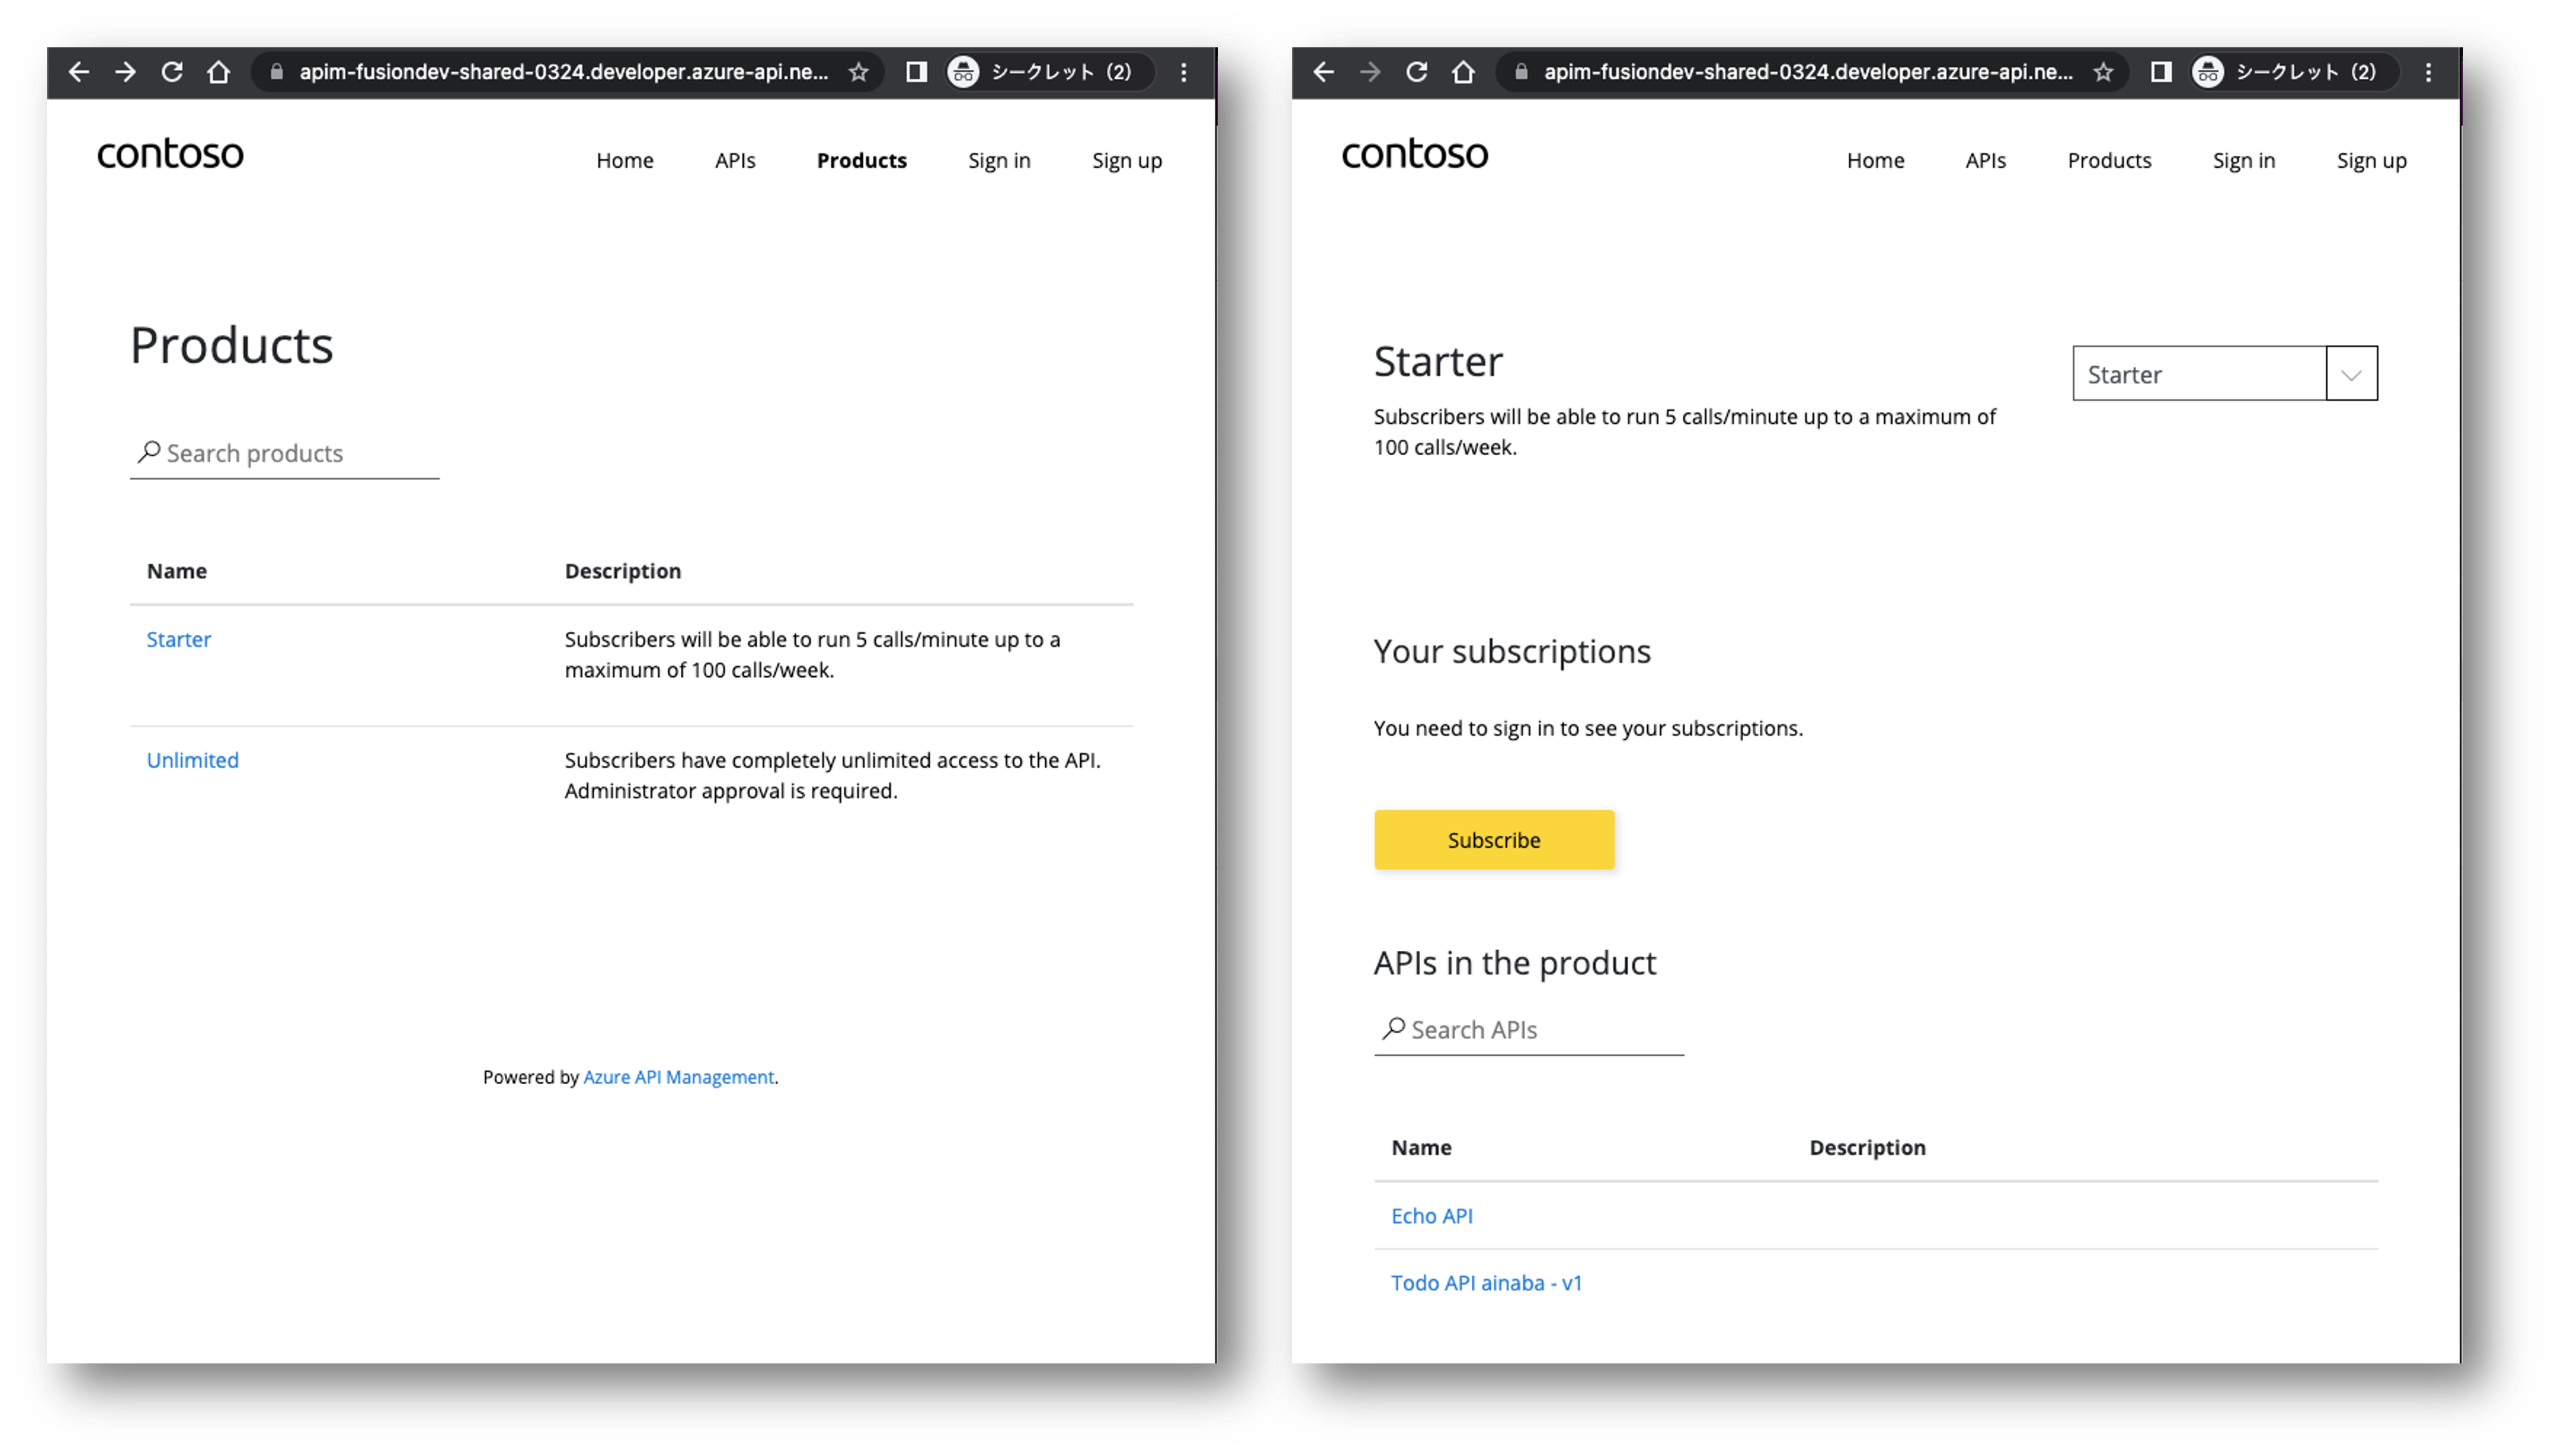 apim-fusiondev-shared-0324.developer.azure-api.ne...
シークレット（2）
contoso
Home
APIs
Products
Sign in
Sign up
Products
Search products
Name
Description
Starter
Subscribers will be able to run 5 calls/minute up to a
maximum of 100 calls/week.
Unlimited
Subscribers have completely unlimited access to the API.
Administrator approval is required.
Powered by Azure API Management.
apim-fusiondev-shared-0324.developer.azure-api.ne...
シークレット（2）
contoso
Home
APIs
Products
Sign in
Sign up
Starter
Starter
Subscribers will be able to run 5 calls/minute up to a maximum of
100 calls/week.
Your subscriptions
You need to sign in to see your subscriptions.
Subscribe
APIs in the product
Search APIs
Name
Description
Echo API
Todo API ainaba - v1